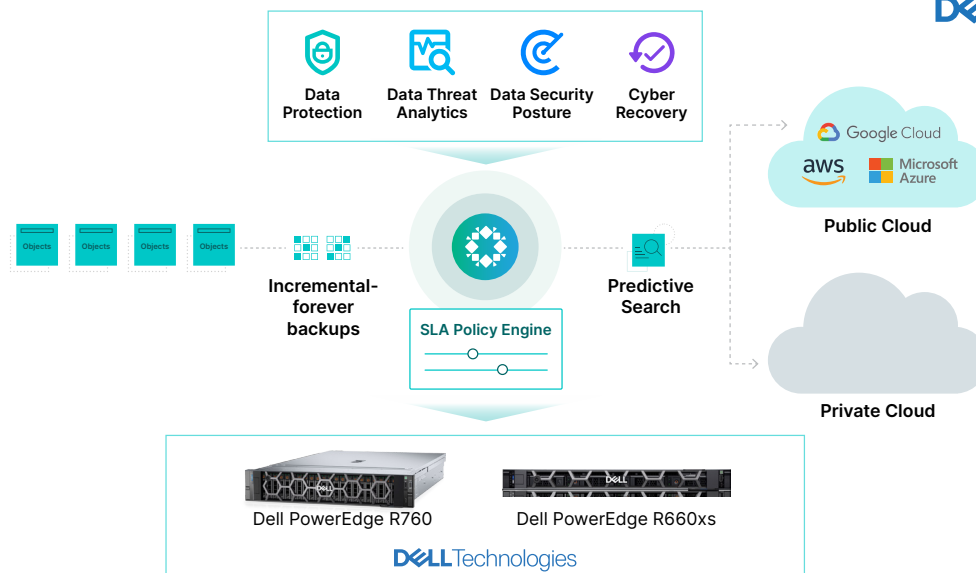 DELL
Data
Protection
Data Threat
Analytics
Data Security
Posture
Cyber
Recovery
Google Cloud
aws
Microsoft
Azure
Public Cloud
Objects
Objects
Objects
Objects
Incremental-
forever
backups
SLA Policy Engine
Predictive
Search
Private Cloud
DELL
DELL
Dell PowerEdge R760
Dell PowerEdge R660xs
DELLTechnologies